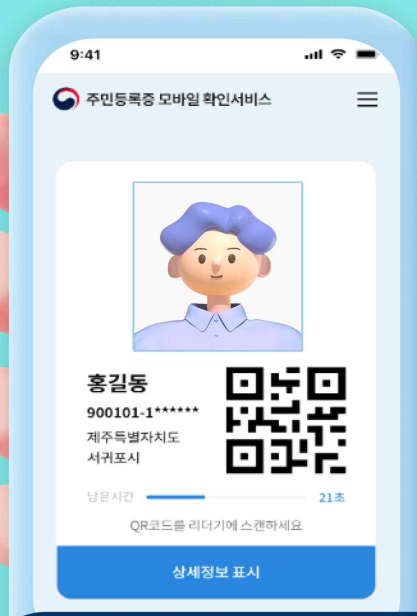 9:41
주민등록증 모바일 확인서비스
홍길동
900101-1******
제주특별자치도
서귀포시
남은시간
21초
QR코드를 리더기에 스캔하세요
상세정보 표시